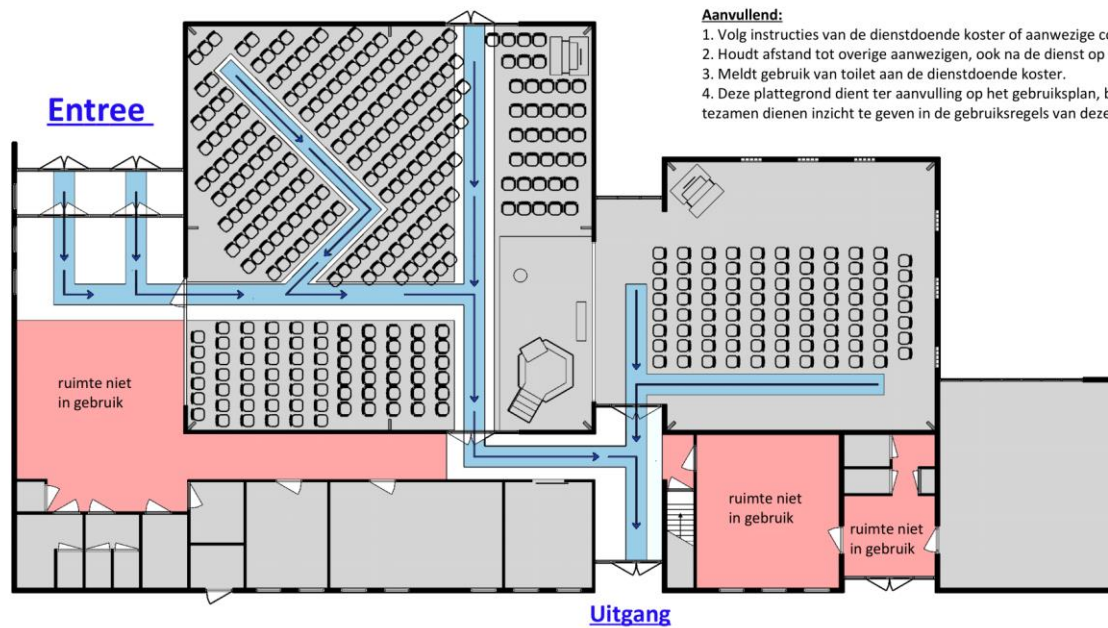 Aanvullend:
1. Volg instructies van de dienstdoende koster of aanwezige
2. Houdt afstand tot overige aanwezigen, ook na de dienst op
3. Meldt gebruik van toilet aan de dienstdoende koster.
4. Deze plattegrond dient ter aanvulling op het gebruiksplan,
tezamen dienen inzicht te geven in de gebruiksregels van
Entree
ruimte niet
in gebruik
ruimte niet
in gebruik
ruimte niet
in gebruik
Uitgang